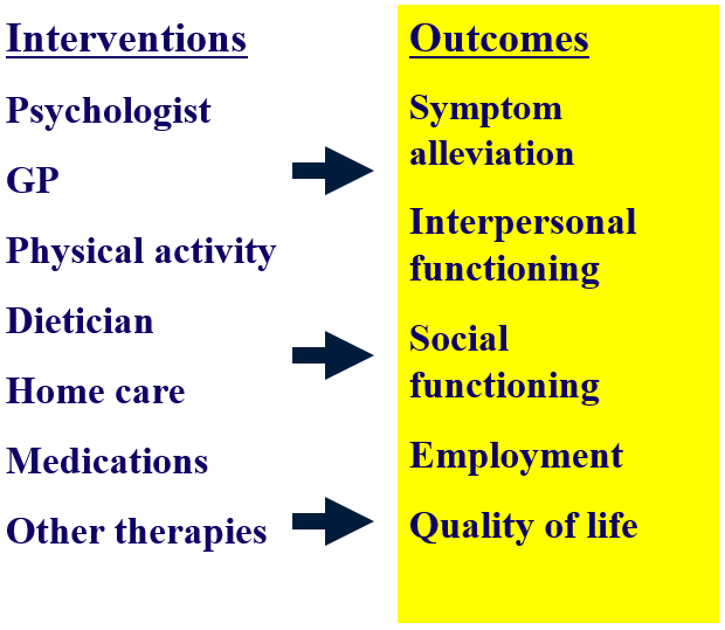 Interventions
Psychologist
GP
Physical activity
Dietician
Home care
Medications
Other therapies
Outcomes
Symptom
alleviation
Interpersonal
functioning
Social
functioning
Employment
Quality of life